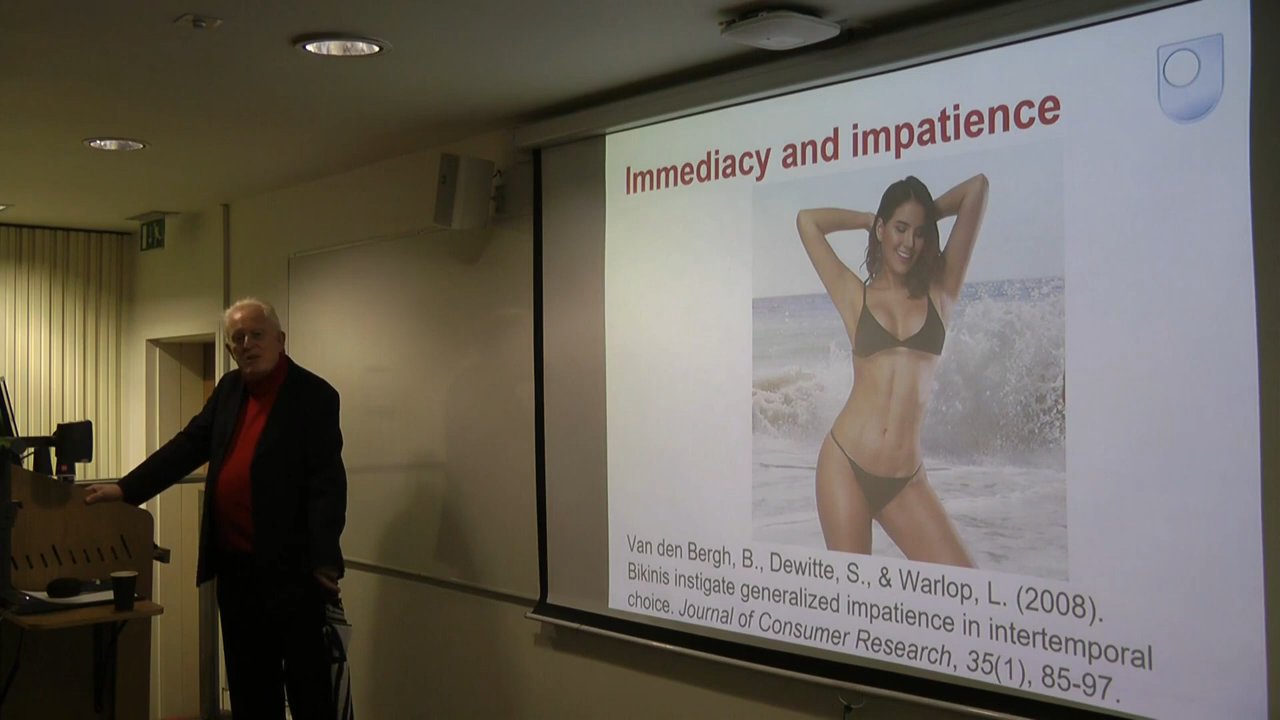 Immediacy and impatience
Van den Bergh, B., Dewitte, S., & Warlop, L. (2008).
Bikinis instigate generalized impatience in intertemporal
choice. Journal of Consumer Research, 35(1), 85-97.